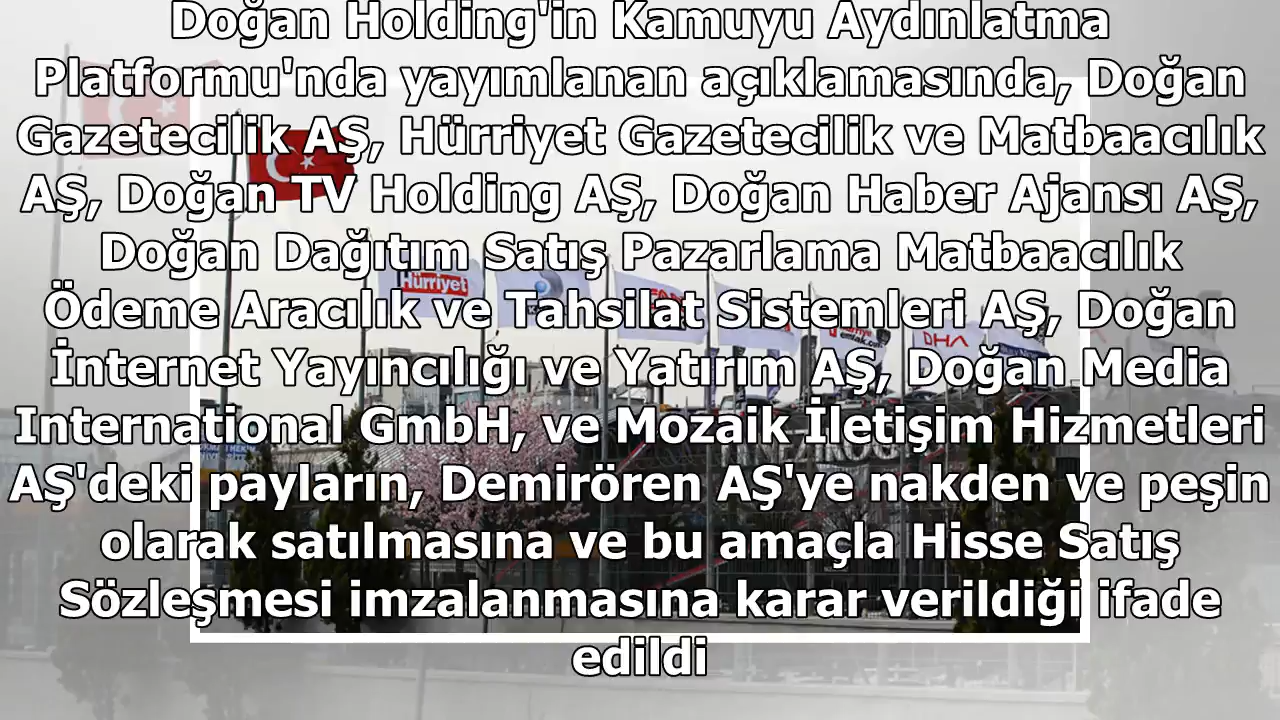 Doğan Holding'in Kamuyu Aydınlatma
Platformu'nda yayımlanan açıklamasında, Doğan
Gazetecilik AŞ, Hürriyet Gazetecilik ve Matbaacılık
AŞ, Doğan TV Holding AŞ, Doğan Haber Ajansı AŞ,
Doğan Dağıtım Satış Pazarlama Matbaacılık
Ödeme Aracılık ve Tahsilat Sistemleri AŞ, Doğan
İnternet Yayıncılığı ve Yatırım AŞ, Doğan Media
International GmbH, ve Mozaik İletişim Hizmetleri
AŞ'deki payların, Demirören AŞ'ye nakden ve peşin
olarak satılmasına ve bu amaçla Hisse Satış
Sözleşmesi imzalanmasına karar verildiği ifade
edildi
Hürriyet
DHA